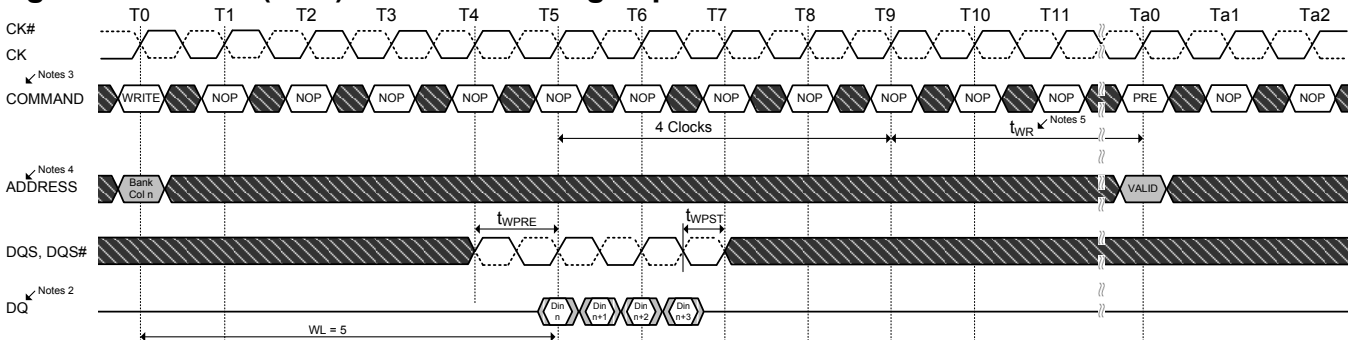 T0 T1 T2 T3 T4 T5 T6 T7 T8 T9 T10 T11 Ta0 Ta1 Ta2
CK#
CK
Notes 3
COMMAND WRITE NOP NOP NOP NOP NOP NOP NOP NOP NOP NOP NOP PRE NOP NOP
4 Clocks tWR Notes 5
Notes 4
ADDRESS Bank Col n VALID
tWPRE tWPST
DQS, DQS#
Notes 2
DQ Din n Din n+1 Din n+2 Din n+3
WL = 5